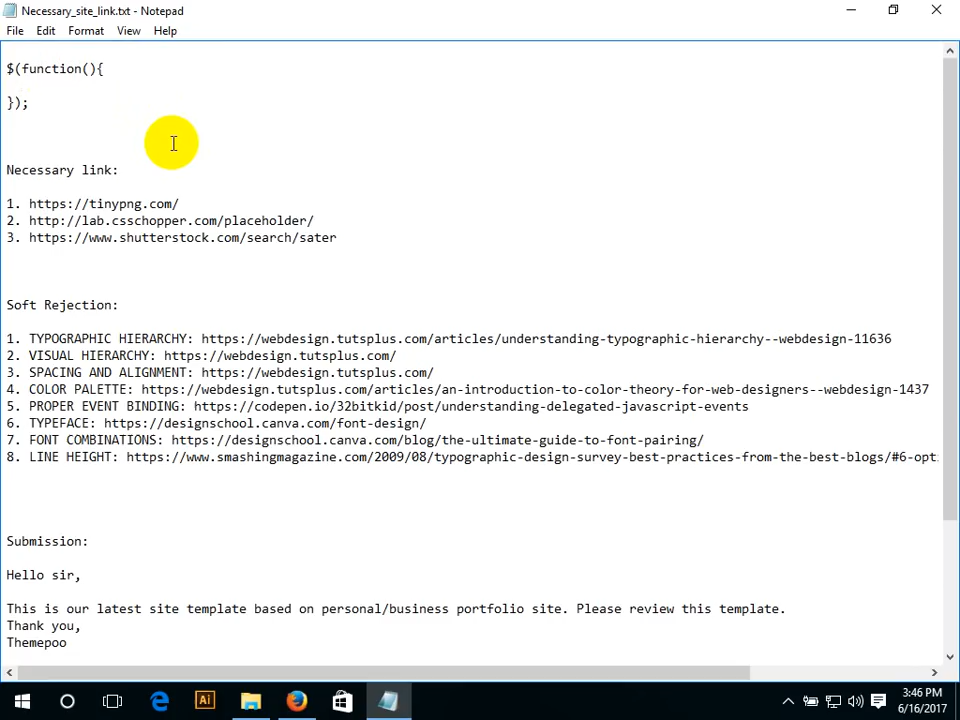 Necessary_site_link.txt - Notepad
File Edit Format View Help
$(function(){
});
Necessary link:
1. https://tinypng.com/
2. http://lab.csschopper.com/placeholder/
3. https://www.shutterstock.com/search/sater
Soft Rejection:
1. TYPOGRAPHIC HIERARCHY: https://webdesign.tutsplus.com/articles/understanding-typographic-hierarchy--webdesign-11636
2. VISUAL HIERARCHY: https://webdesign.tutsplus.com/
3. SPACING AND ALIGNMENT: https://webdesign.tutsplus.com/
4. COLOR PALETTE: https://webdesign.tutsplus.com/articles/an-introduction-to-color-theory-for-web-designers--webdesign-1437
5. PROPER EVENT BINDING: https://codepen.io/32bitkid/post/understanding-delegated-javascript-events
6. TYPEFACE: https://designschool.canva.com/font-design/
7. FONT COMBINATIONS: https://designschool.canva.com/blog/the-ultimate-guide-to-font-pairing/
8. LINE HEIGHT: https://www.smashingmagazine.com/2009/08/typographic-design-survey-best-practices-from-the-best-blogs/#6-opt
Submission:
Hello sir,
This is our latest site template based on personal/business portfolio site. Please review this template.
Thank you,
Themepoo
Ai
3:46 PM
6/16/2017